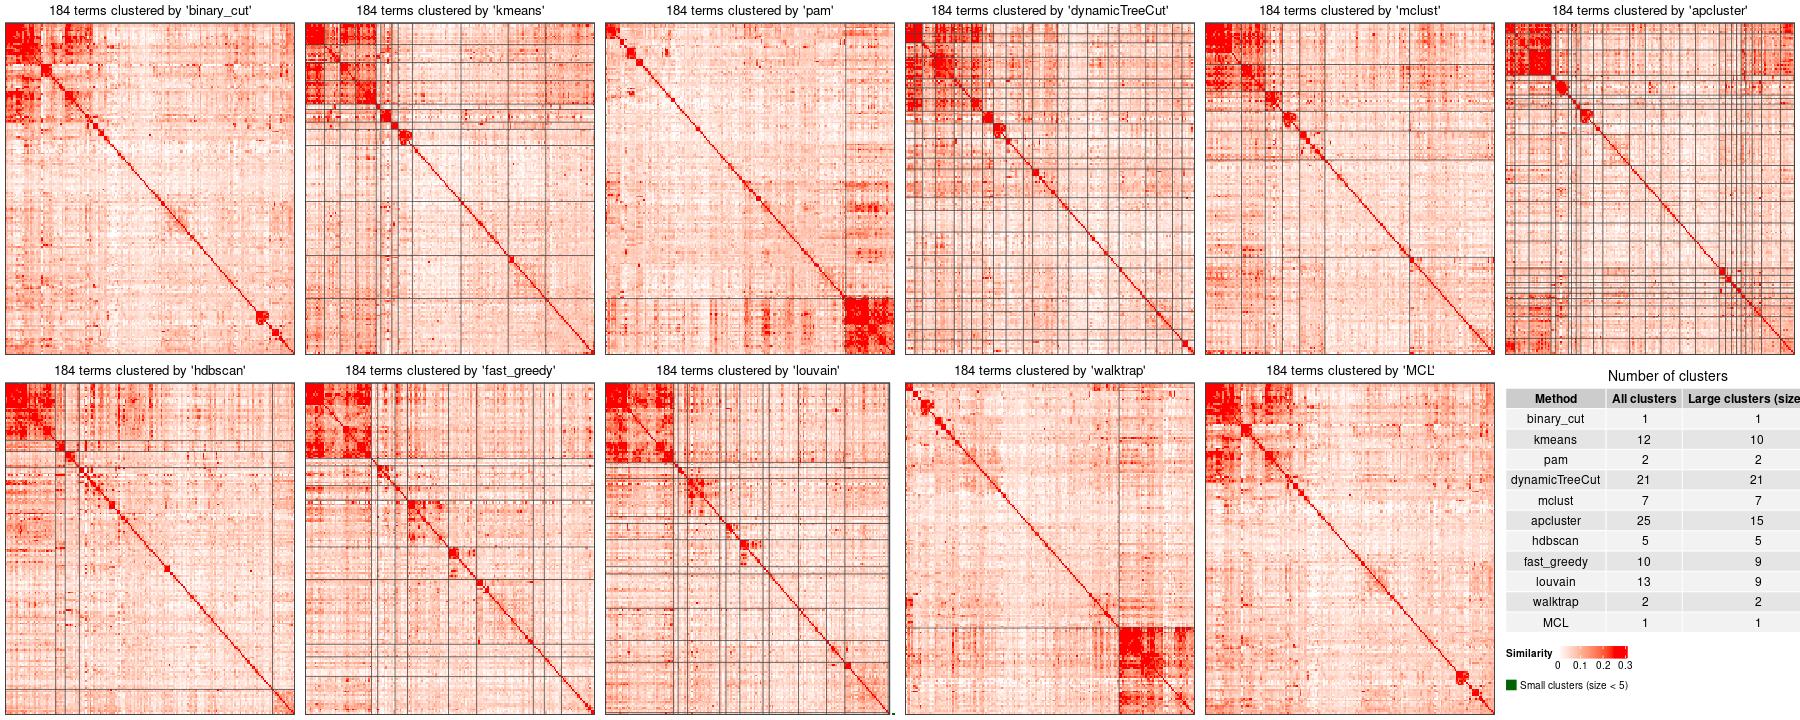 184 terms clustered by 'binary_cut'
184 terms clustered by 'kmeans'
184 terms clustered by 'pam'
184 terms clustered by 'dynamicTreeCut'
184 terms clustered by 'mclust'
184 terms clustered by 'apcluster'
184 terms clustered by 'hdbscan'
184 terms clustered by 'fast_greedy'
184 terms clustered by 'louvain'
184 terms clustered by 'walktrap'
184 terms clustered by 'MCL'
Number of clusters
Method All clusters Large clusters (size
binary_cut 1 1
kmeans 12 10
pam 2 2
dynamicTreeCut 21 21
mclust 7 7
apcluster 25 15
hdbscan 5 5
fast_greedy 10 9
louvain 13 9
walktrap 2 2
MCL 1 1
Similarity
0 0.1 0.2 0.3
Small clusters (size < 5)